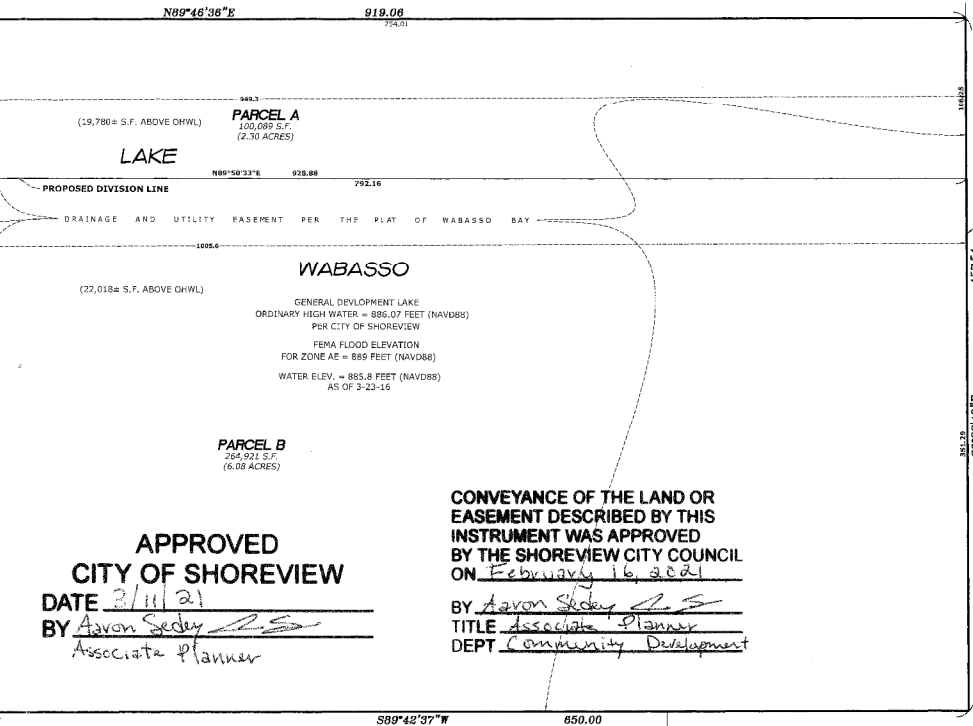 N89°46'36"E 919.06
754.01
949.3
PARCEL A
100,089 S.F.
(2.30 ACRES)
(19,780± S.F. ABOVE OHWL)
LAKE
N89°50'33"E 928.88
792.16
PROPOSED DIVISION LINE
DRAINAGE AND UTILITY EASEMENT PER THE PLAT OF WABASSO BAY
1005.6
WABASSO
(22,018± S.F. ABOVE OHWL)
GENERAL DEVLOPMENT LAKE
ORDINARY HIGH WATER = 886.07 FEET (NAVD88)
PER CITY OF SHOREVIEW
FEMA FLOOD ELEVATION
FOR ZONE AE = 889 FEET (NAVD88)
WATER ELEV. = 885.8 FEET (NAVD88)
AS OF 3-23-16
PARCEL B
264,921 S.F.
(6.08 ACRES)
351.29
APPROVED
CITY OF SHOREVIEW
DATE 3/11/21
BY Aaron Sedey AS
Associate Planner
CONVEYANCE OF THE LAND OR
EASEMENT DESCRIBED BY THIS
INSTRUMENT WAS APPROVED
BY THE SHOREVIEW CITY COUNCIL
ON February 16, 2021
BY Aaron Sedey AS
TITLE Associate Planner
DEPT Community Development
S89°42'37"W 650.00